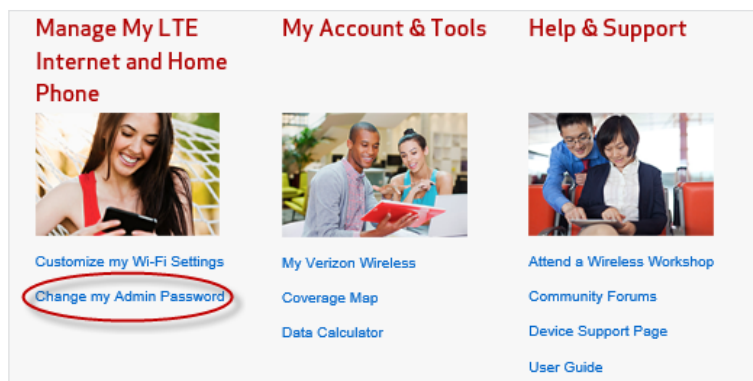 Manage My LTE
Internet and Home
Phone
Customize my Wi-Fi Settings
Change my Admin Password
My Account & Tools
My Verizon Wireless
Coverage Map
Data Calculator
Help & Support
Attend a Wireless Workshop
Community Forums
Device Support Page
User Guide